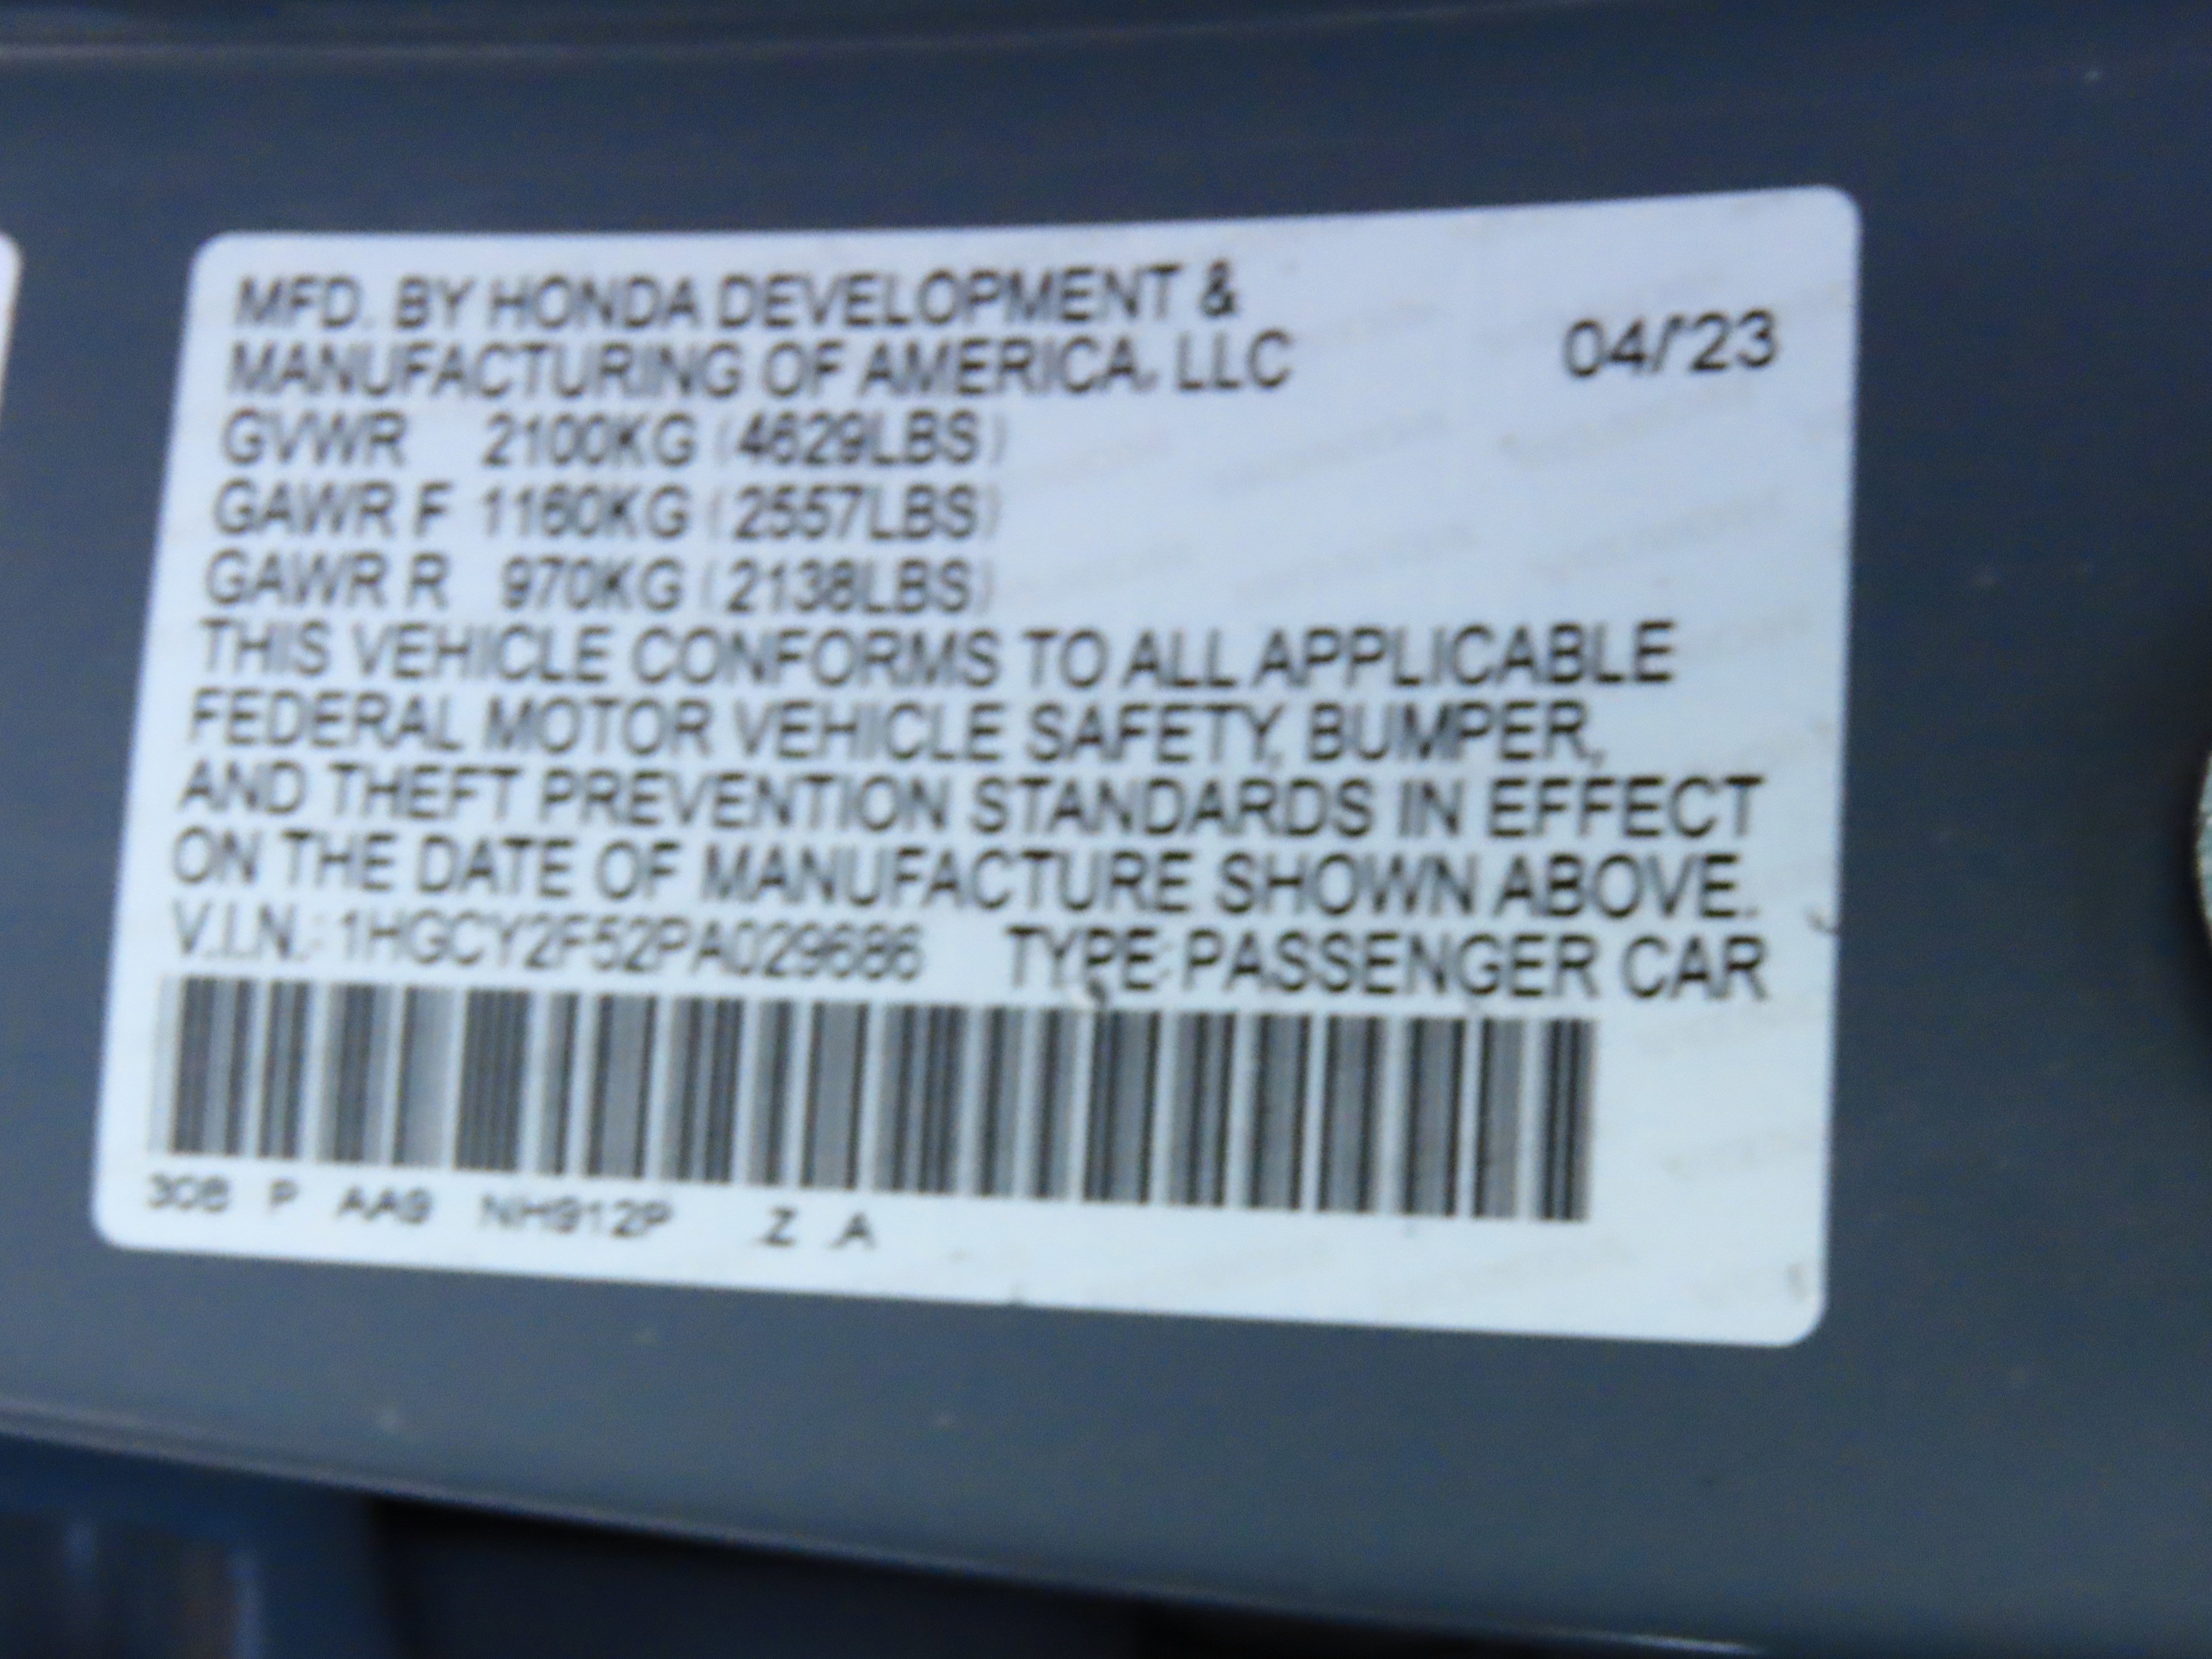 MFD. BY HONDA DEVELOPMENT &
MANUFACTURING OF AMERICA, LLC 04/'23
GVWR 2100KG (4629LBS)
GAWR F 1160KG (2557LBS)
GAWR R 970KG (2138LBS)
THIS VEHICLE CONFORMS TO ALL APPLICABLE
FEDERAL MOTOR VEHICLE SAFETY, BUMPER,
AND THEFT PREVENTION STANDARDS IN EFFECT
ON THE DATE OF MANUFACTURE SHOWN ABOVE.
V.I.N.: 1HGCY2F52PA029686 TYPE: PASSENGER CAR
P AA9 NH912P Z A